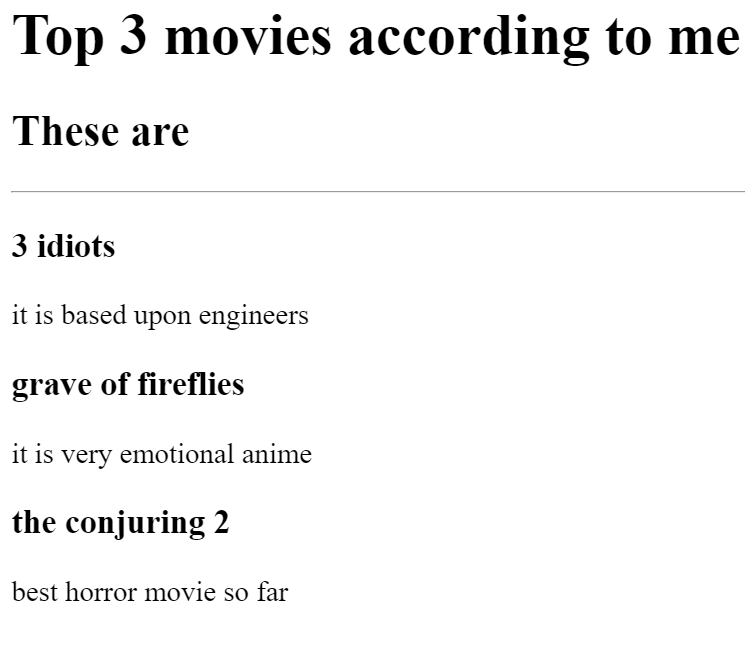 Top 3 movies according to me
These are
3 idiots
it is based upon engineers
grave of fireflies
it is very emotional anime
the conjuring 2
best horror movie so far